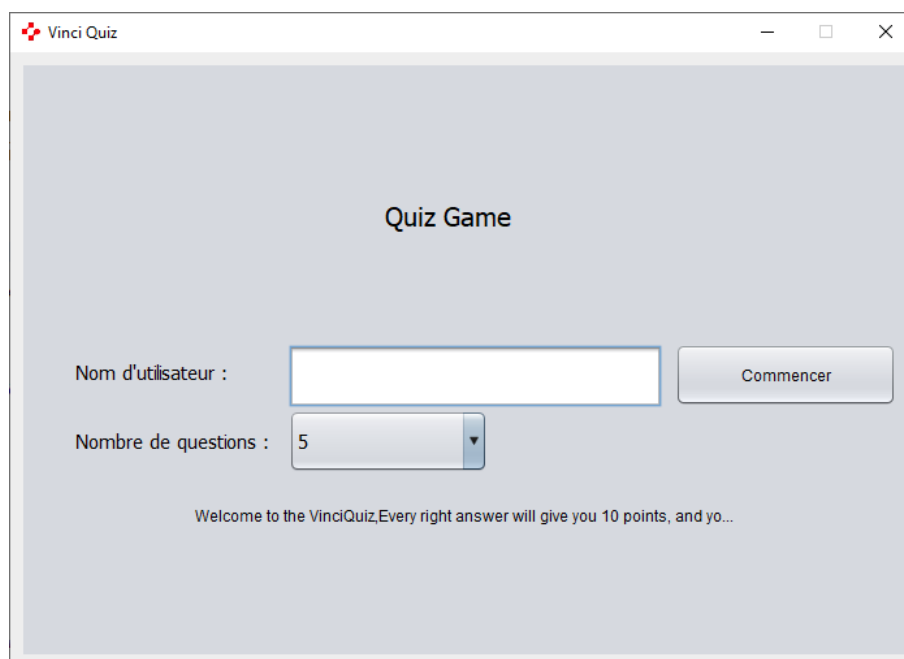 Vinci Quiz
Quiz Game
Nom d'utilisateur :
Commencer
Nombre de questions :
5
Welcome to the VinciQuiz,Every right answer will give you 10 points, and yo...